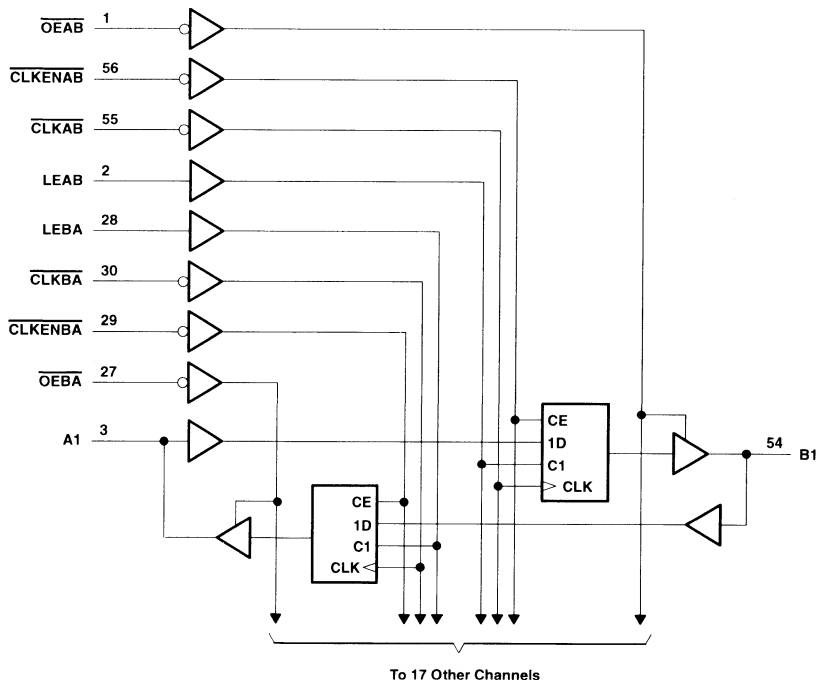 OEAB 1
CLKENAB 56
CLKAB 55
LEAB 2
LEBA 28
CLKBA 30
CLKENBA 29
OEBA 27
A1 3
CE
1D
C1
CLK
54 B1
CE
1D
C1
CLK
To 17 Other Channels